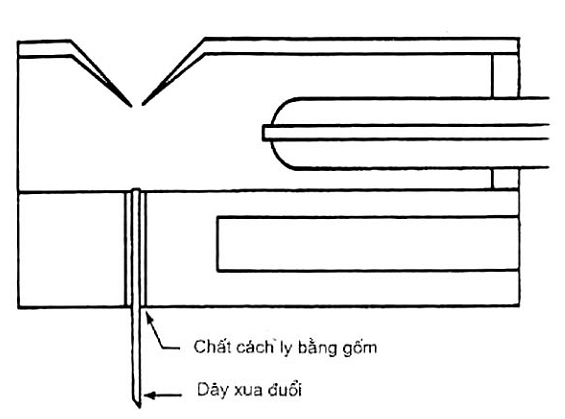 Chất cách ly bằng gốm
Dây xua đuổi